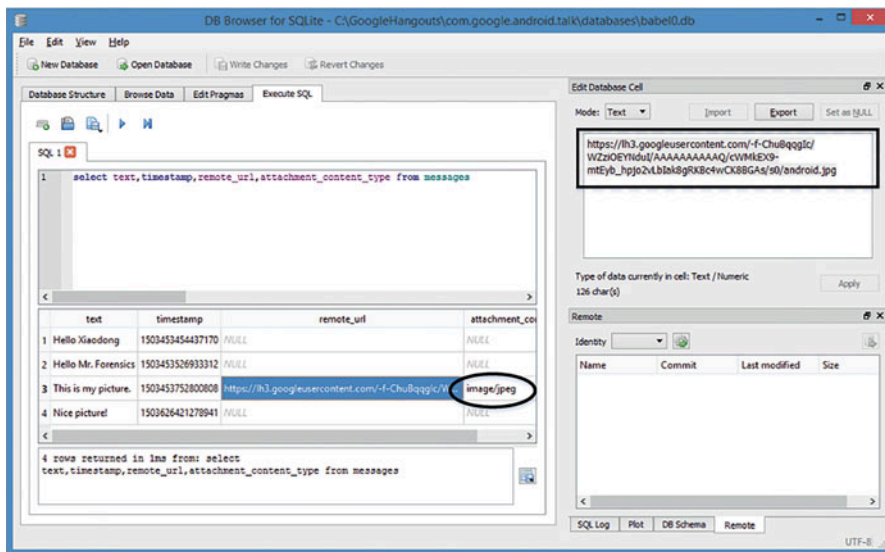 DB Browser for SQLite - C:\GoogleHangouts\com.google.android.talk\databases\babel0.db
File Edit View Help
New Database Open Database Write Changes Revert Changes
Database Structure Browse Data Edit Pragmas Execute SQL
SQL 1
1 select text,timestamp,remote_url,attachment_content_type from messages
text timestamp remote_url attachment_co
1 Hello Xiaodong 1503453454437170 NULL NULL
2 Hello Mr. Forensics 1503453526933312 NULL NULL
3 This is my picture. 1503453752800808 https://lh3.googleusercontent.com/-f-ChuBqqgIc/W... image/jpeg
4 Nice picture! 1503626421278941 NULL NULL
4 rows returned in 1ms from: select
text,timestamp,remote_url,attachment_content_type from messages
Edit Database Cell
Mode: Text Import Export Set as NULL
https://lh3.googleusercontent.com/-f-ChuBqqgIc/
WZziOEYNduI/AAAAAAAAAAQ/cWMkEX9-
mtEyb_hpJo2vLbIak8gRKBc4wCK8BGAs/s0/android.jpg
Type of data currently in cell: Text / Numeric
126 char(s)
Apply
Remote
Identity
Name Commit Last modified Size
SQL Log Plot DB Schema Remote
UTF-8